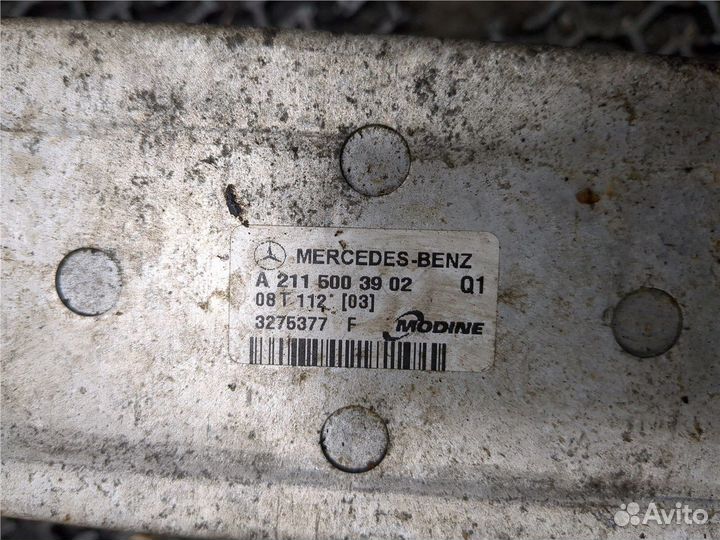 MERCEDES-BENZ
A 211 500 39 02 Q1
08T 112 [03]
3275377 F MODINE
Avito